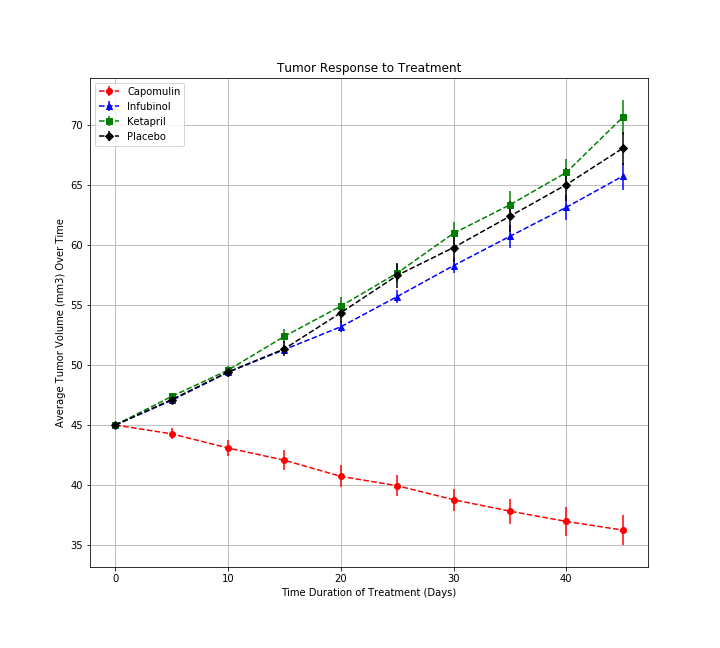 Tumor Response to Treatment
Capomulin
Infubinol
Ketapril
Placebo
Average Tumor Volume (mm3) Over Time
70
65
60
55
50
45
40
35
0 10 20 30 40
Time Duration of Treatment (Days)